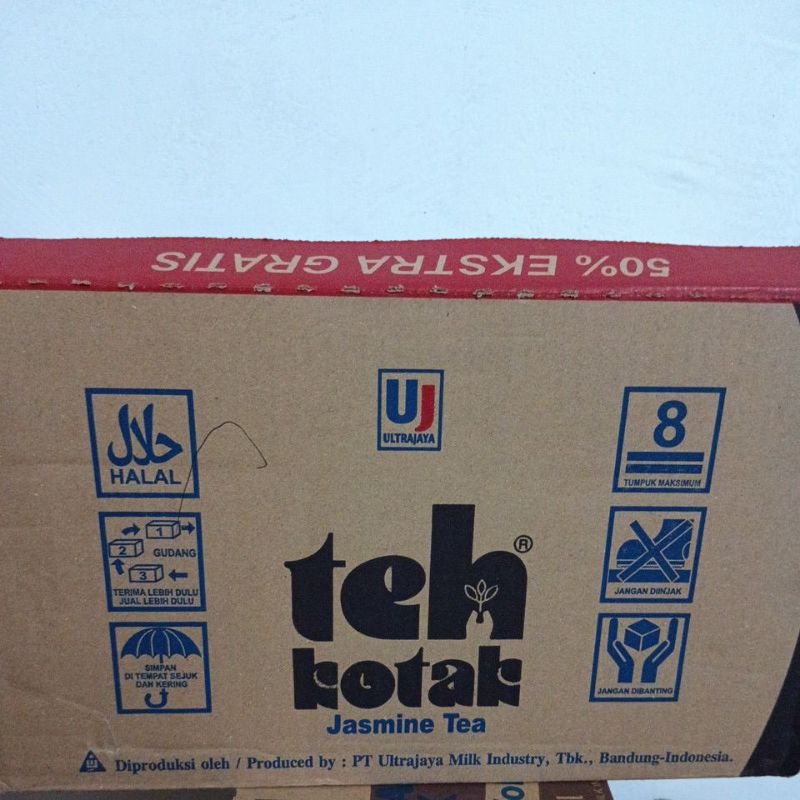 50% EKSTRA GRATIS
UJ
ULTRAJAYA
حلال
HALAL
8
TUMPUK MAKSIMUM
1
2
GUDANG
3
TERIMA LEBIH DULU
JUAL LEBIH DULU
JANGAN DIINJAK
SIMPAN
DI TEMPAT SEJUK
DAN KERING
JANGAN DIBANTING
teh®
kotak
Jasmine Tea
UJ Diproduksi oleh / Produced by : PT Ultrajaya Milk Industry, Tbk., Bandung-Indonesia.